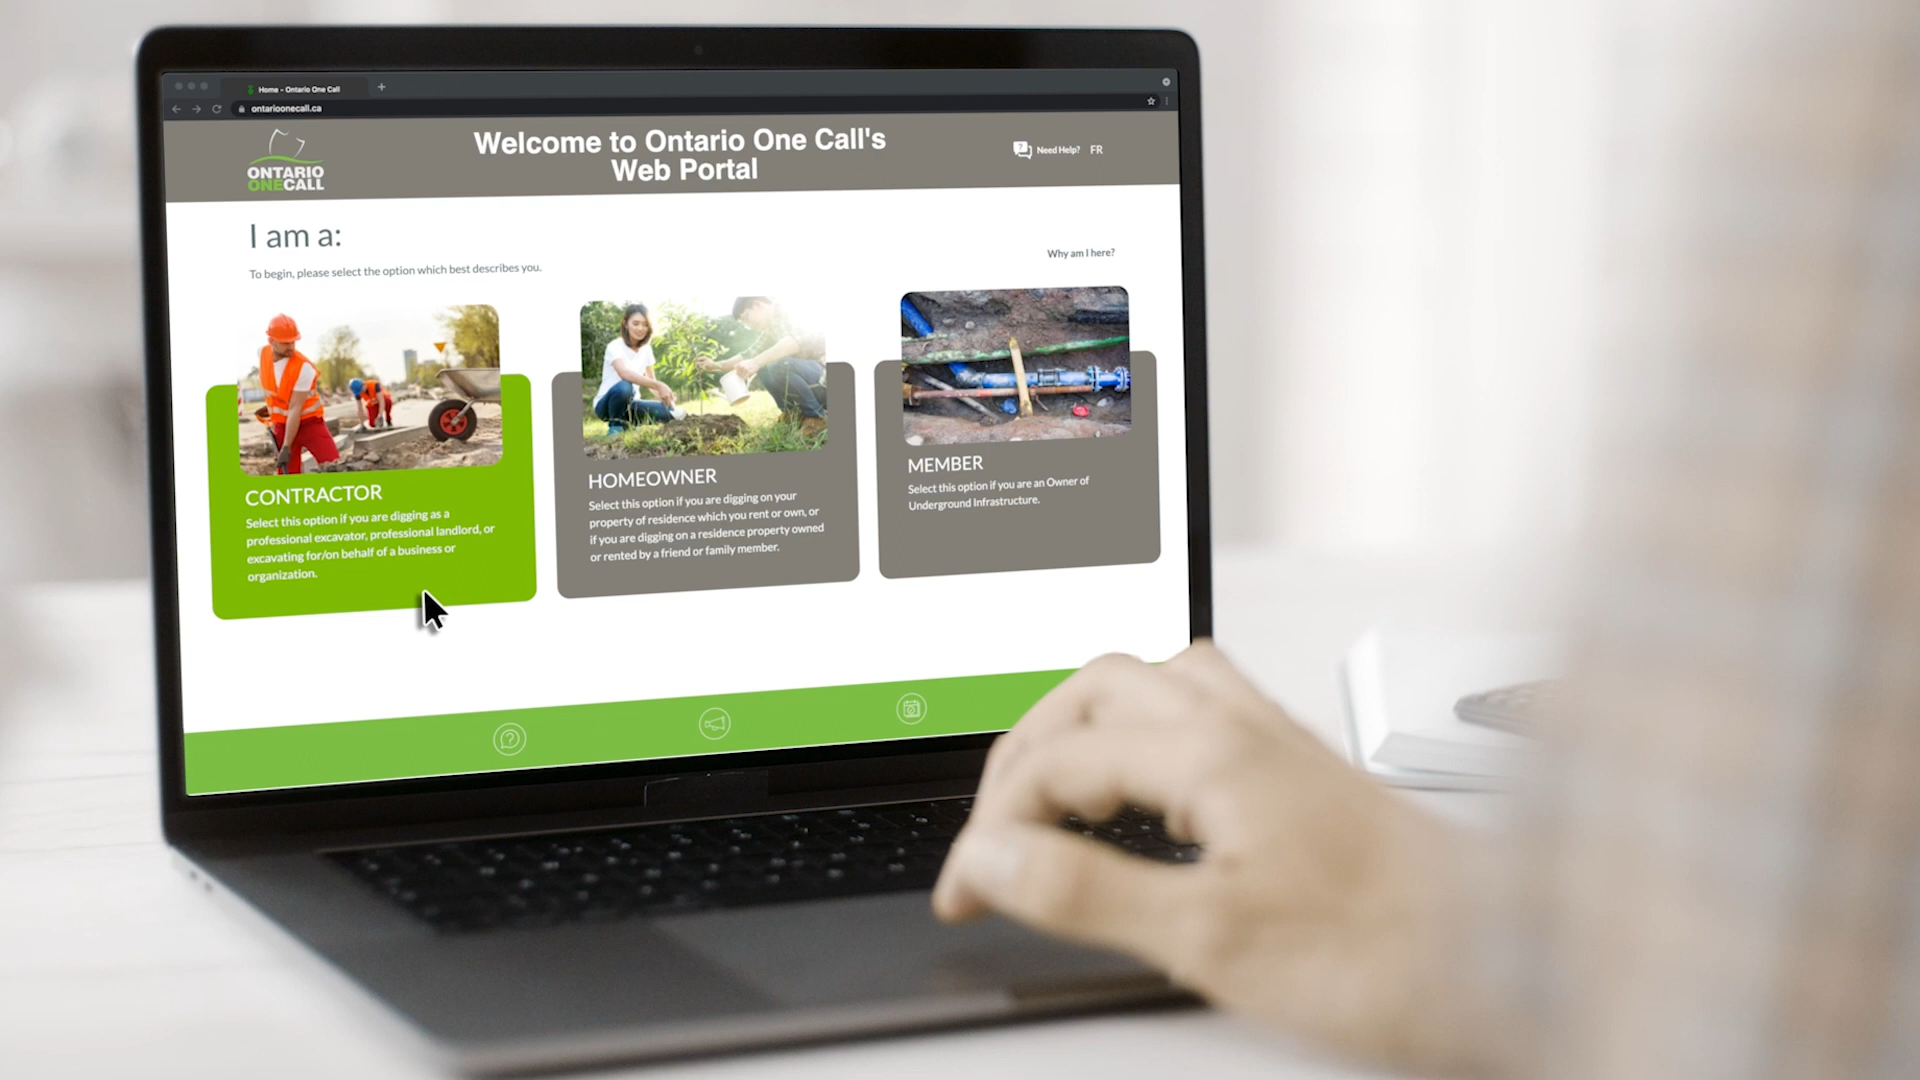 Home - Ontario One Call
ontarioonecall.ca
ONTARIO
ONECALL
Welcome to Ontario One Call's
Web Portal
Need Help? FR
I am a:
To begin, please select the option which best describes you.
Why am I here?
CONTRACTOR
Select this option if you are digging as a
professional excavator, professional landlord, or
excavating for/on behalf of a business or
organization.
HOMEOWNER
Select this option if you are digging on your
property of residence which you rent or own, or
if you are digging on a residence property owned
or rented by a friend or family member.
MEMBER
Select this option if you are an Owner of
Underground Infrastructure.